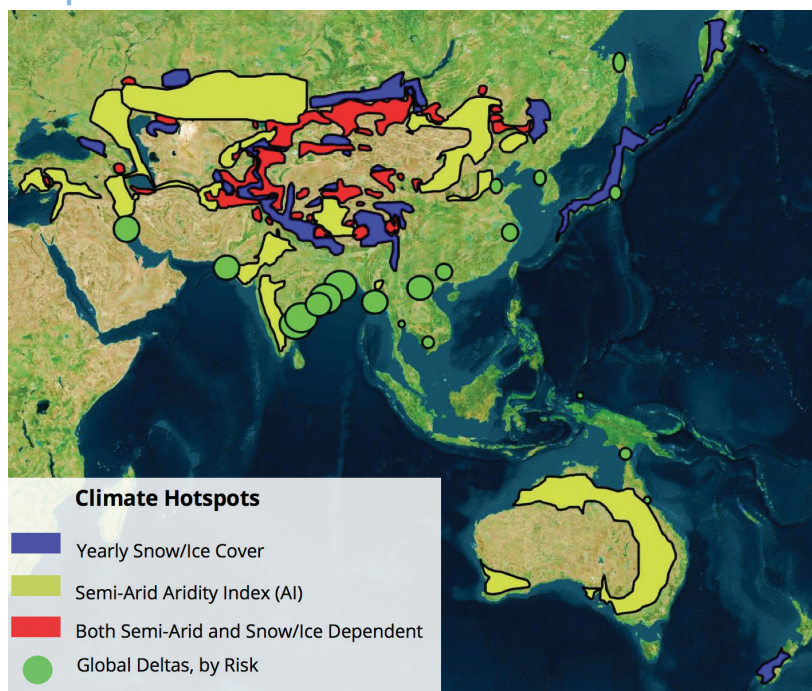 Climate Hotspots
Yearly Snow/Ice Cover
Semi-Arid Aridity Index (AI)
Both Semi-Arid and Snow/Ice Dependent
Global Deltas, by Risk